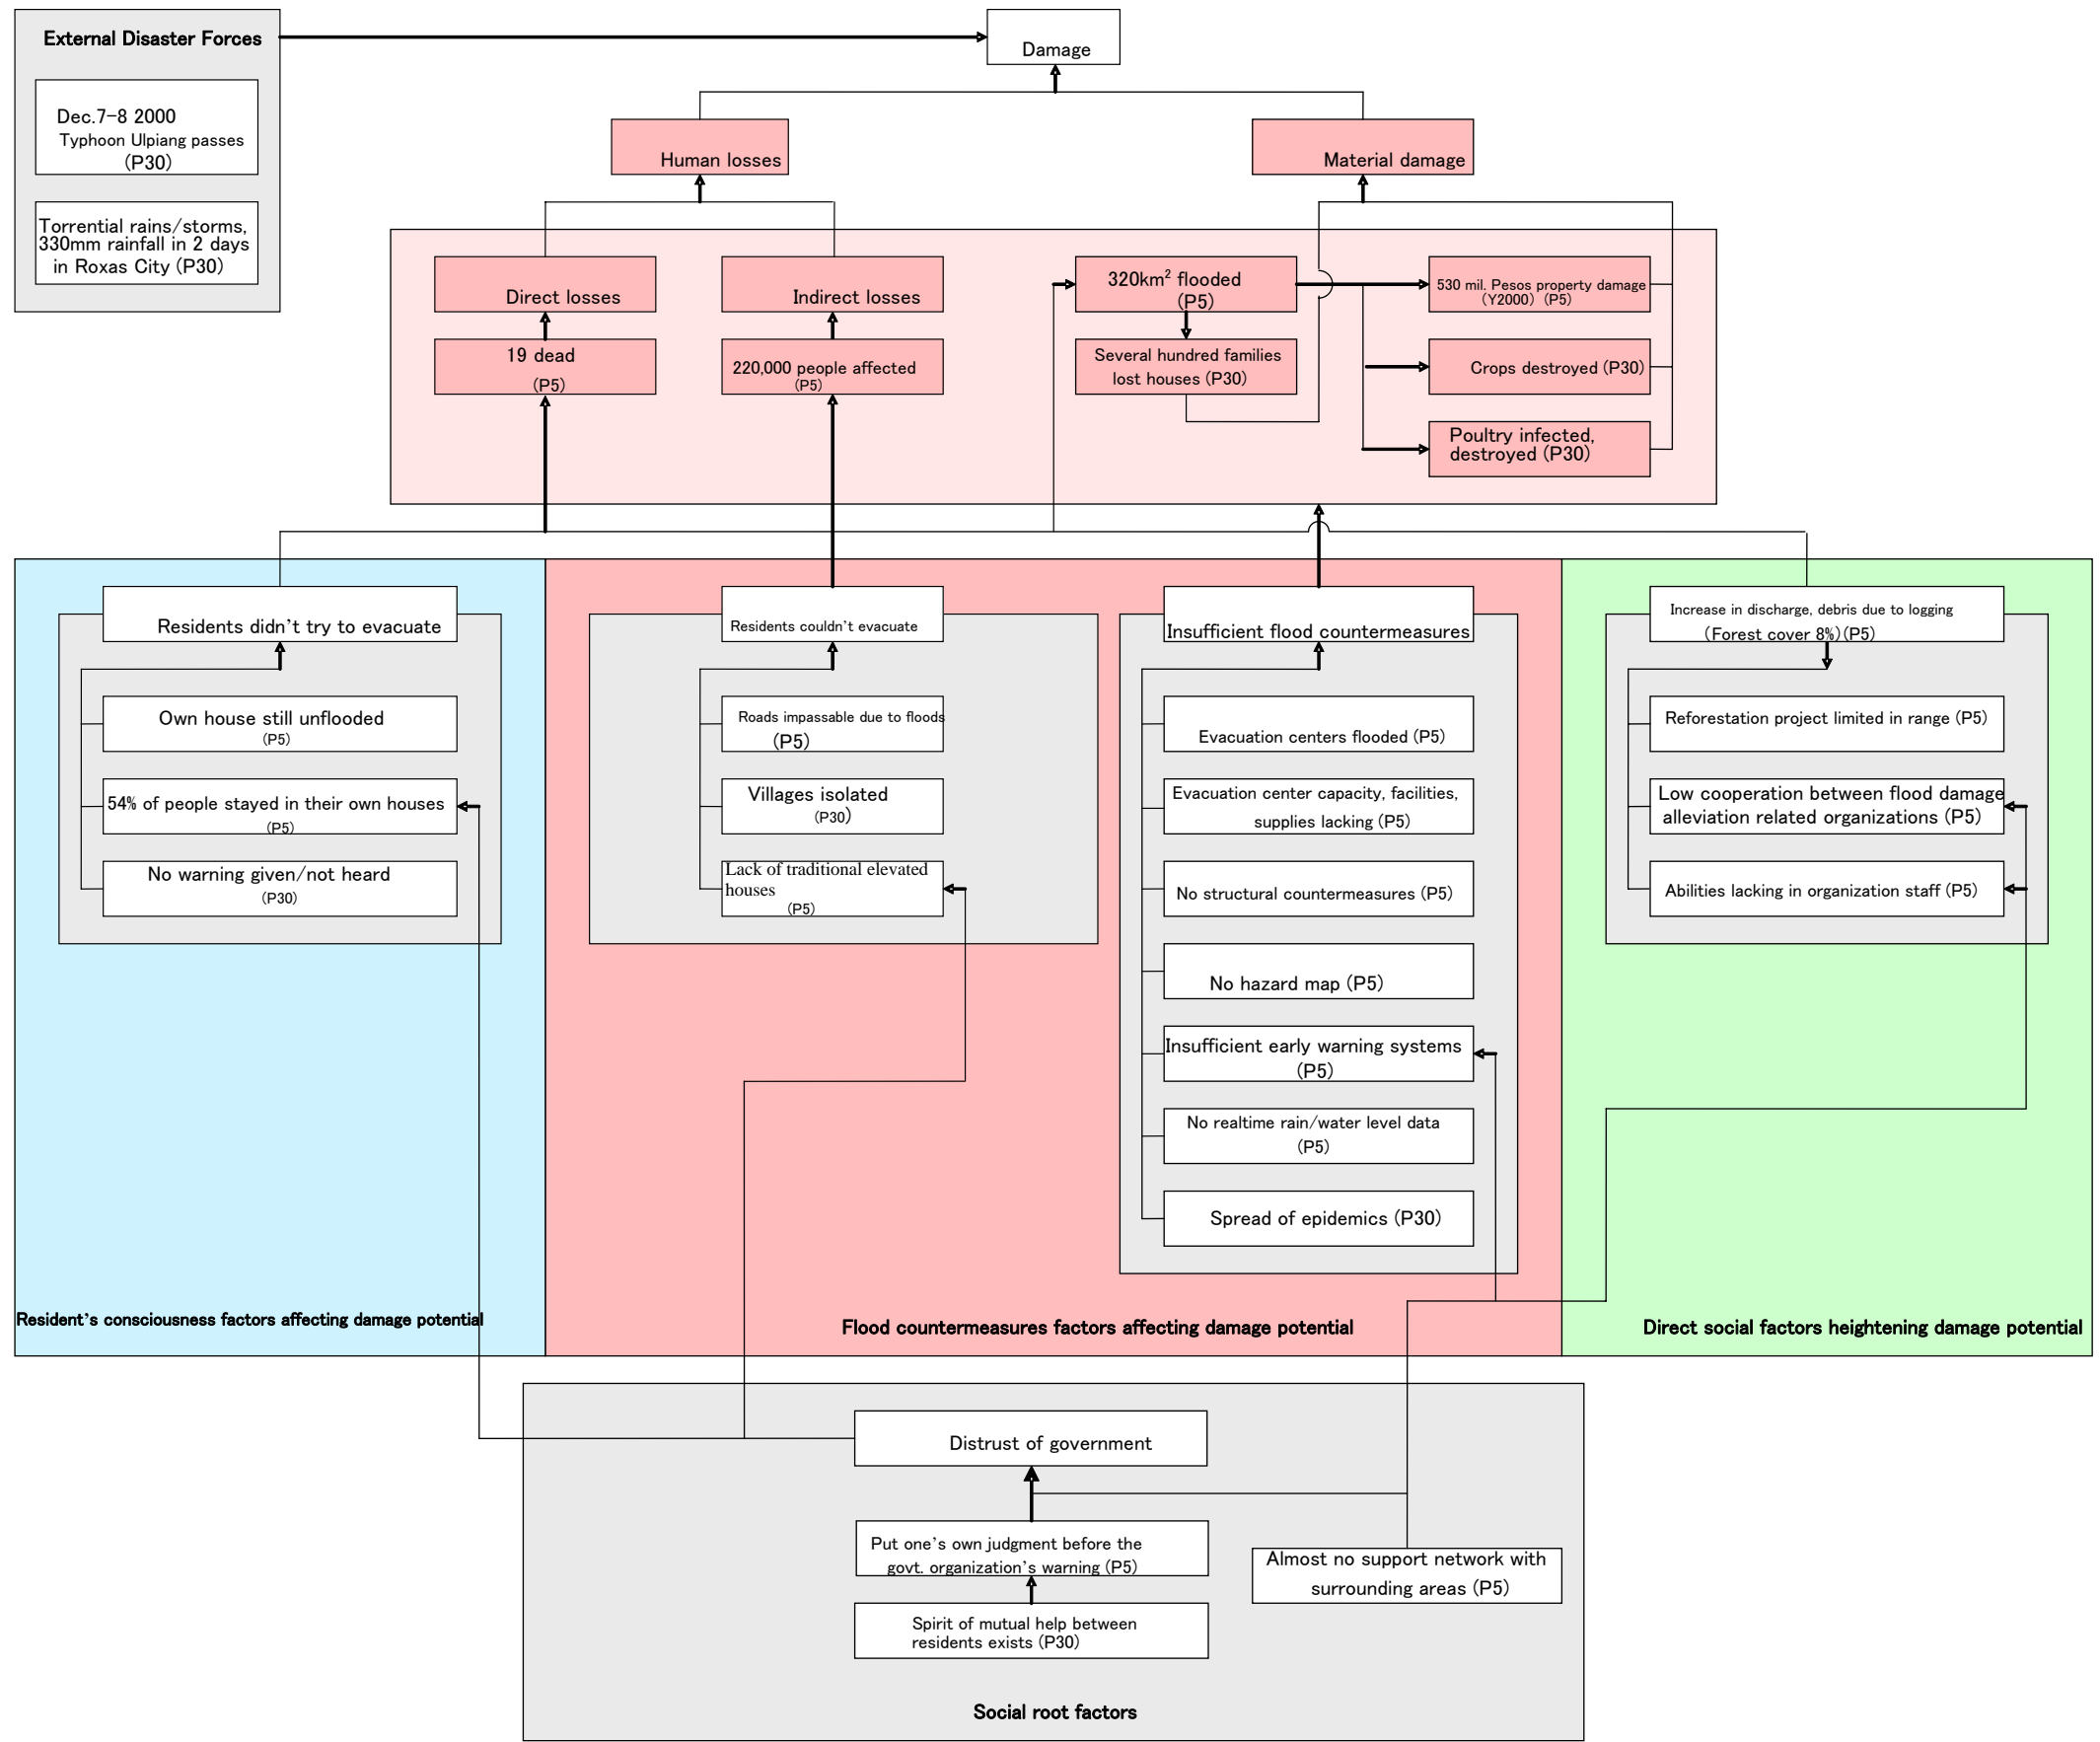 External Disaster Forces
Dec.7-8 2000
Typhoon Ulpiang passes
(P30)
Torrential rains/storms,
330mm rainfall in 2 days
in Roxas City (P30)
Damage
Human losses
Material damage
Direct losses
Indirect losses
320km² flooded
(P5)
530 mil. Pesos property damage
(Y2000) (P5)
19 dead
(P5)
220,000 people affected
(P5)
Several hundred families
lost houses (P30)
Crops destroyed (P30)
Poultry infected,
destroyed (P30)
Residents didn't try to evacuate
Own house still unflooded
(P5)
54% of people stayed in their own houses
(P5)
No warning given/not heard
(P30)
Resident's consciousness factors affecting damage potential
Residents couldn't evacuate
Roads impassable due to floods
(P5)
Villages isolated
(P30)
Lack of traditional elevated
houses
(P5)
Insufficient flood countermeasures
Evacuation centers flooded (P5)
Evacuation center capacity, facilities,
supplies lacking (P5)
No structural countermeasures (P5)
No hazard map (P5)
Insufficient early warning systems
(P5)
No realtime rain/water level data
(P5)
Spread of epidemics (P30)
Flood countermeasures factors affecting damage potential
Increase in discharge, debris due to logging
(Forest cover 8%)(P5)
Reforestation project limited in range (P5)
Low cooperation between flood damage
alleviation related organizations (P5)
Abilities lacking in organization staff (P5)
Direct social factors heightening damage potential
Distrust of government
Put one's own judgment before the
govt. organization's warning (P5)
Almost no support network with
surrounding areas (P5)
Spirit of mutual help between
residents exists (P30)
Social root factors